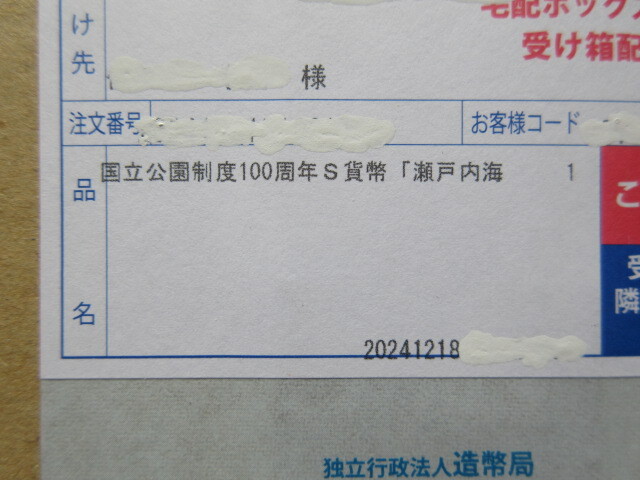 宅配ボック
受け箱配
け先
様
注文番号
お客様コード
品名
国立公園制度100周年S貨幣「瀬戸内海 1
こ
受
隣
20241218
独立行政法人造幣局